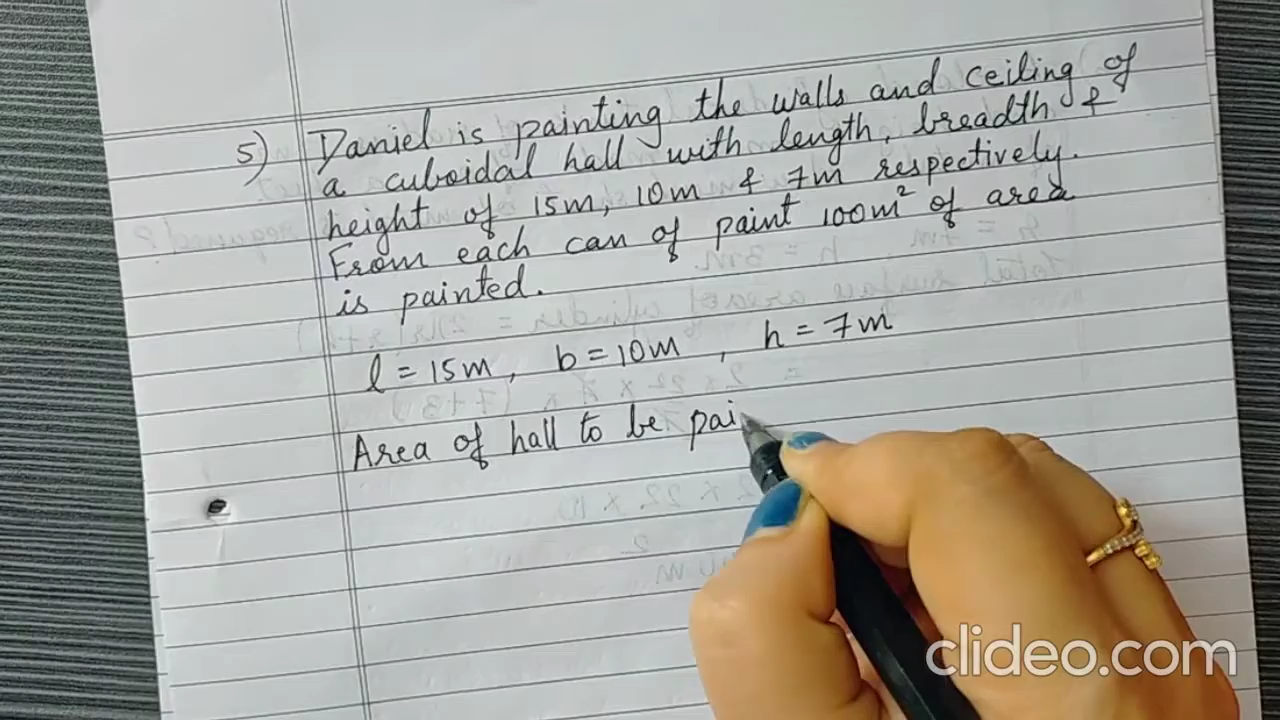 5) Daniel is painting the walls and ceiling of
a cuboidal hall with length, breadth &
height of 15m, 10m & 7m respectively.
From each can of paint 100m² of area
is painted.
l = 15m, b = 10m, h = 7m
Area of hall to be pai
clideo.com